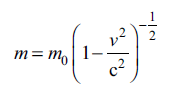 m = m₀ (1 − v²/c²)^(−1/2)